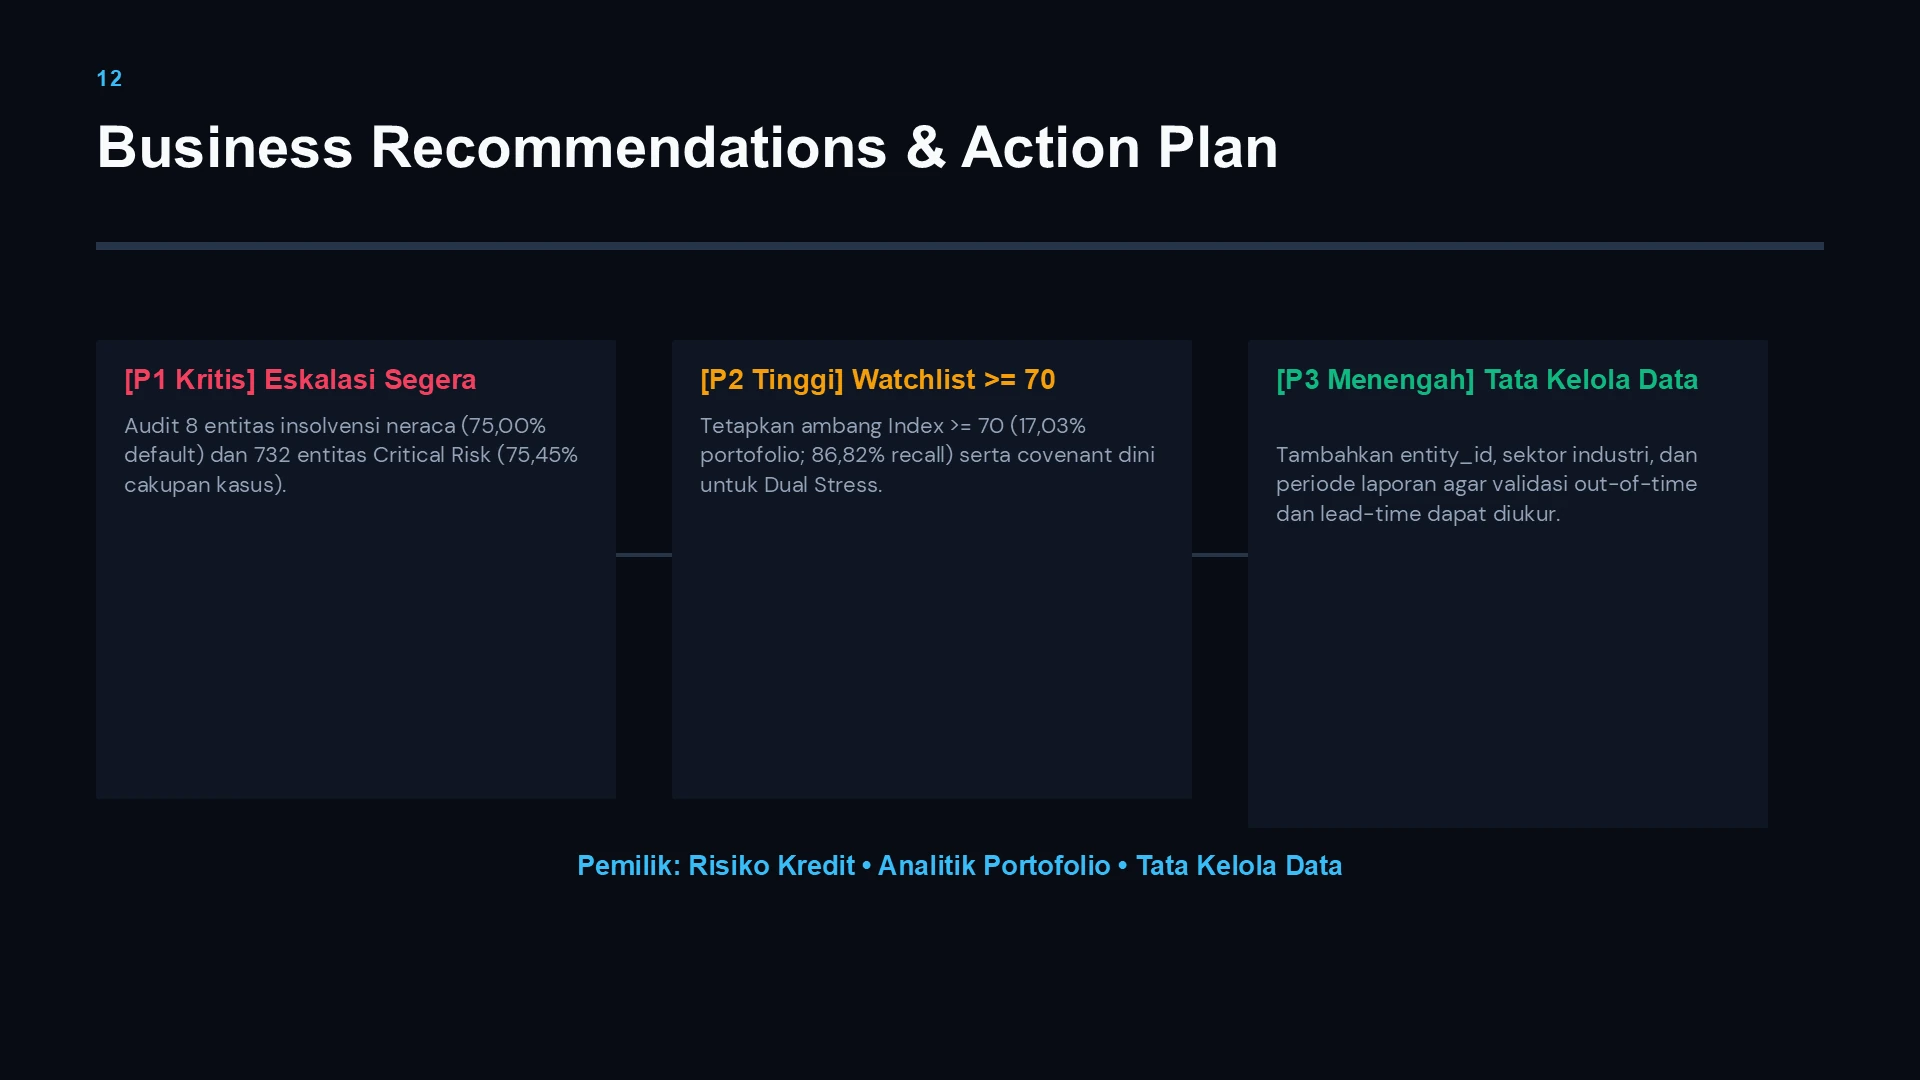 12
Business Recommendations & Action Plan
[P1 Kritis] Eskalasi Segera
Audit 8 entitas insolvensi neraca (75,00%
default) dan 732 entitas Critical Risk (75,45%
cakupan kasus).
[P2 Tinggi] Watchlist >= 70
Tetapkan ambang Index >= 70 (17,03%
portofolio; 86,82% recall) serta covenant dini
untuk Dual Stress.
[P3 Menengah] Tata Kelola Data
Tambahkan entity_id, sektor industri, dan
periode laporan agar validasi out-of-time
dan lead-time dapat diukur.
Pemilik: Risiko Kredit • Analitik Portofolio • Tata Kelola Data